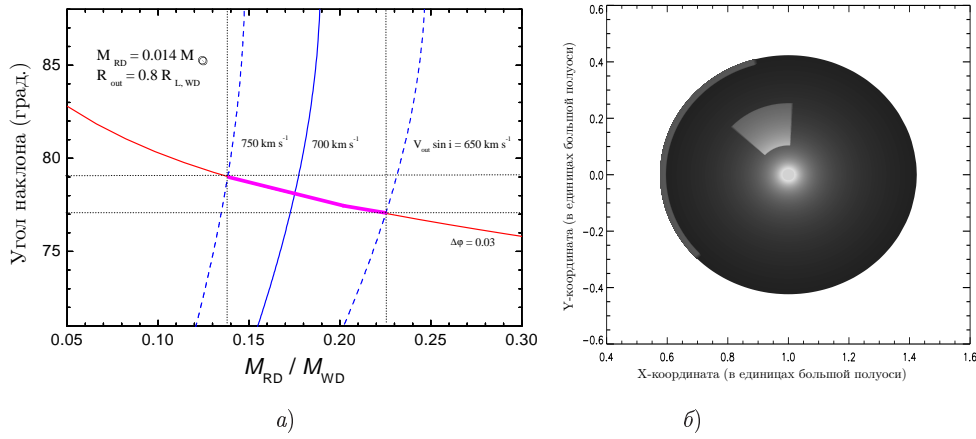 M RD = 0.014 M ☉
R out = 0.8 R L, WD
750 km s⁻¹
700 km s⁻¹
V out sin i = 650 km s⁻¹
Δφ = 0.03
Угол наклона (град.)
85
80
75
0.05 0.10 0.15 0.20 0.25 0.30
M RD / M WD
а)
Y-координата (в единицах большой полуоси)
0.6
0.4
0.2
0.0
−0.2
−0.4
−0.6
0.4 0.6 0.8 1.0 1.2 1.4 1.6
X-координата (в единицах большой полуоси)
б)